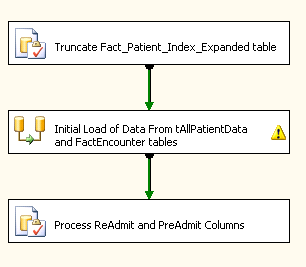 Truncate Fact_Patient_Index_Expanded table
Initial Load of Data From tAllPatientData
and FactEncounter tables
Process ReAdmit and PreAdmit Columns